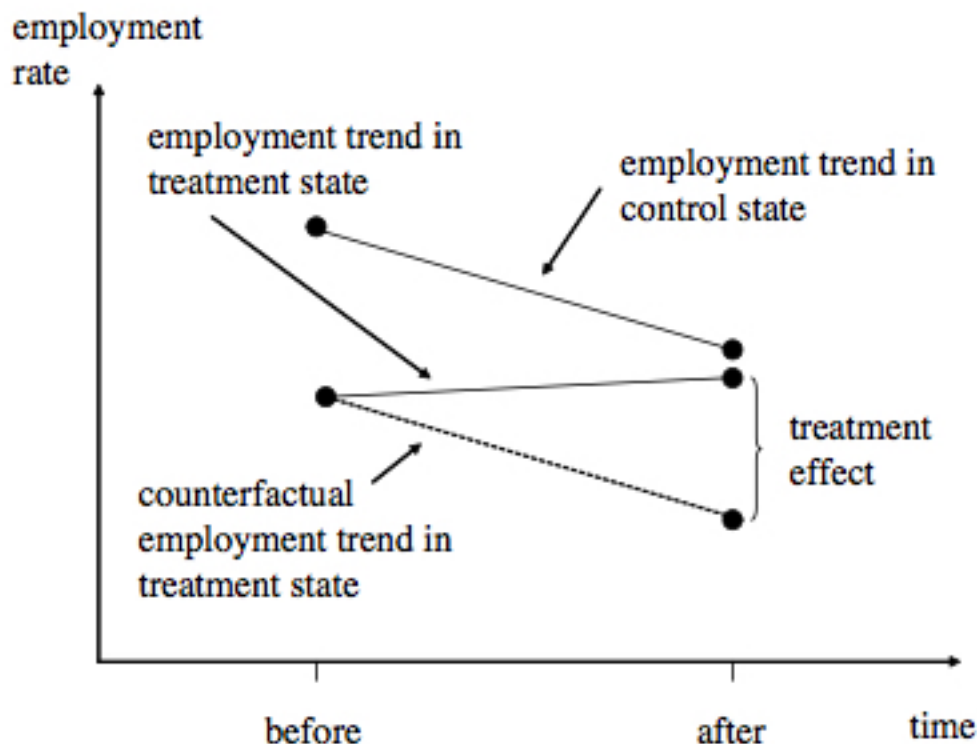 employment
rate
employment trend in
treatment state
employment trend in
control state
treatment
effect
counterfactual
employment trend in
treatment state
before
after
time